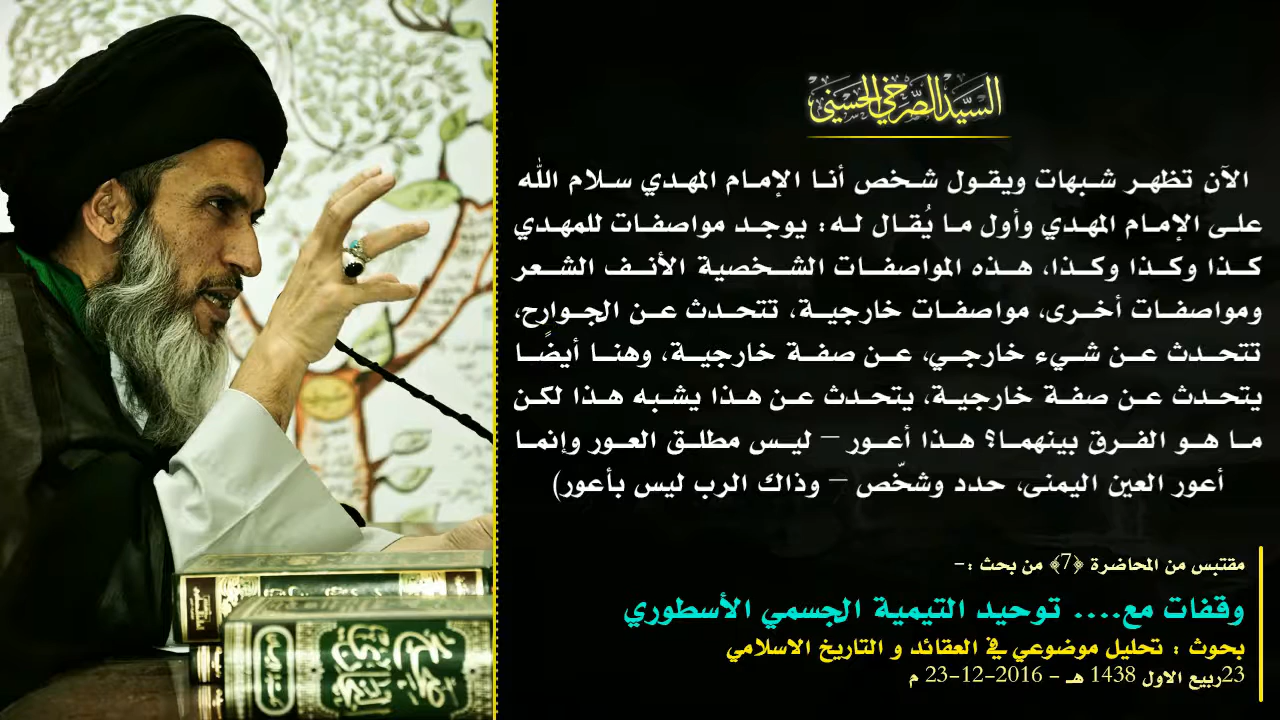 السيد الصرخي الحسني
الآن تظهر شبهات ويقول شخص أنا الإمام المهدي سلام الله
على الإمام المهدي وأول ما يُقال له: يوجد مواصفات للمهدي
كذا وكذا وكذا، هذه المواصفات الشخصية الأنف الشعر
ومواصفات أخرى، مواصفات خارجية، تتحدث عن الجوارح،
تتحدث عن شيء خارجي، عن صفة خارجية، وهنا أيضًا
يتحدث عن صفة خارجية، يتحدث عن هذا يشبه هذا لكن
ما هو الفرق بينهما؟ هذا أعور – ليس مطلق العور وإنما
أعور العين اليمنى، حدد وشخّص – وذاك الرب ليس بأعور)
مقتبس من المحاضرة ﴿7﴾ من بحث :-
وقفات مع.... توحيد التيمية الجسمي الأسطوري
بحوث : تحليل موضوعي في العقائد و التاريخ الاسلامي
23ربيع الاول 1438 هـ - 2016-12-23 م